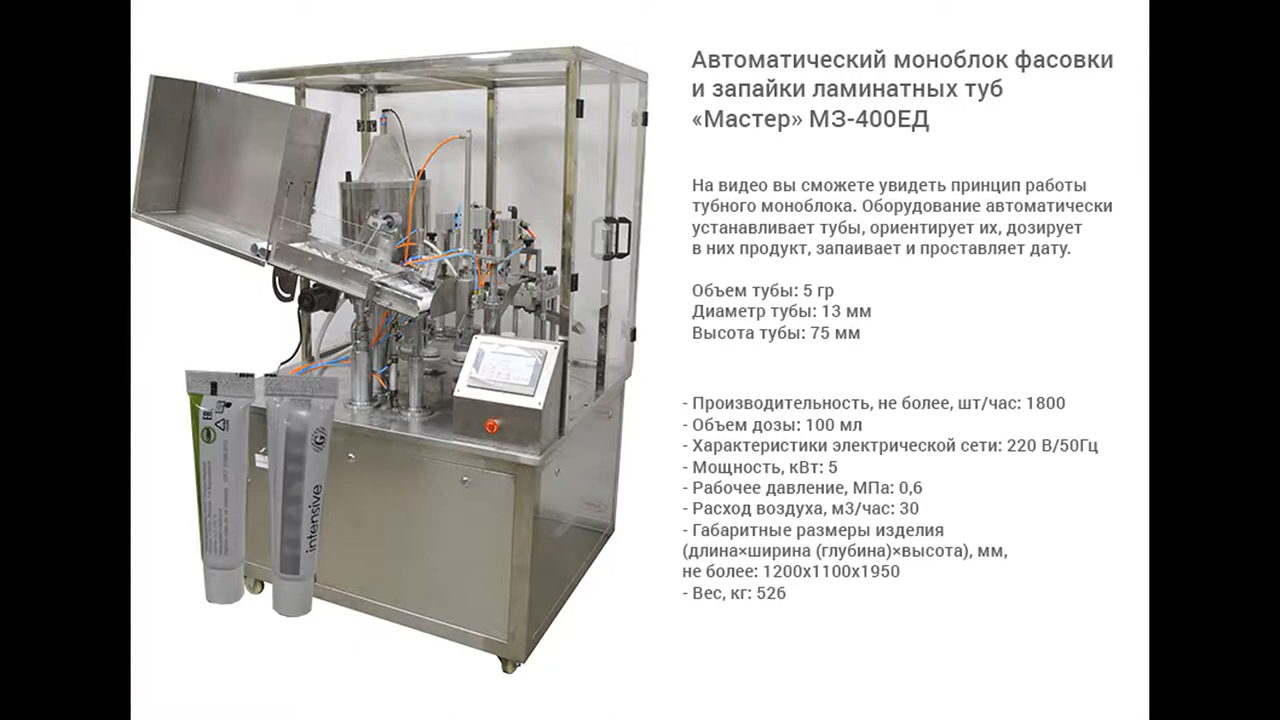 Автоматический моноблок фасовки
и запайки ламинатных туб
«Мастер» МЗ-400ЕД
На видео вы сможете увидеть принцип работы
тубного моноблока. Оборудование автоматически
устанавливает тубы, ориентирует их, дозирует
в них продукт, запаивает и проставляет дату.
Объем тубы: 5 гр
Диаметр тубы: 13 мм
Высота тубы: 75 мм
- Производительность, не более, шт/час: 1800
- Объем дозы: 100 мл
- Характеристики электрической сети: 220 В/50Гц
- Мощность, кВт: 5
- Рабочее давление, МПа: 0,6
- Расход воздуха, м3/час: 30
- Габаритные размеры изделия
(длина×ширина (глубина)×высота), мм,
не более: 1200х1100х1950
- Вес, кг: 526
EAC
G
intensive